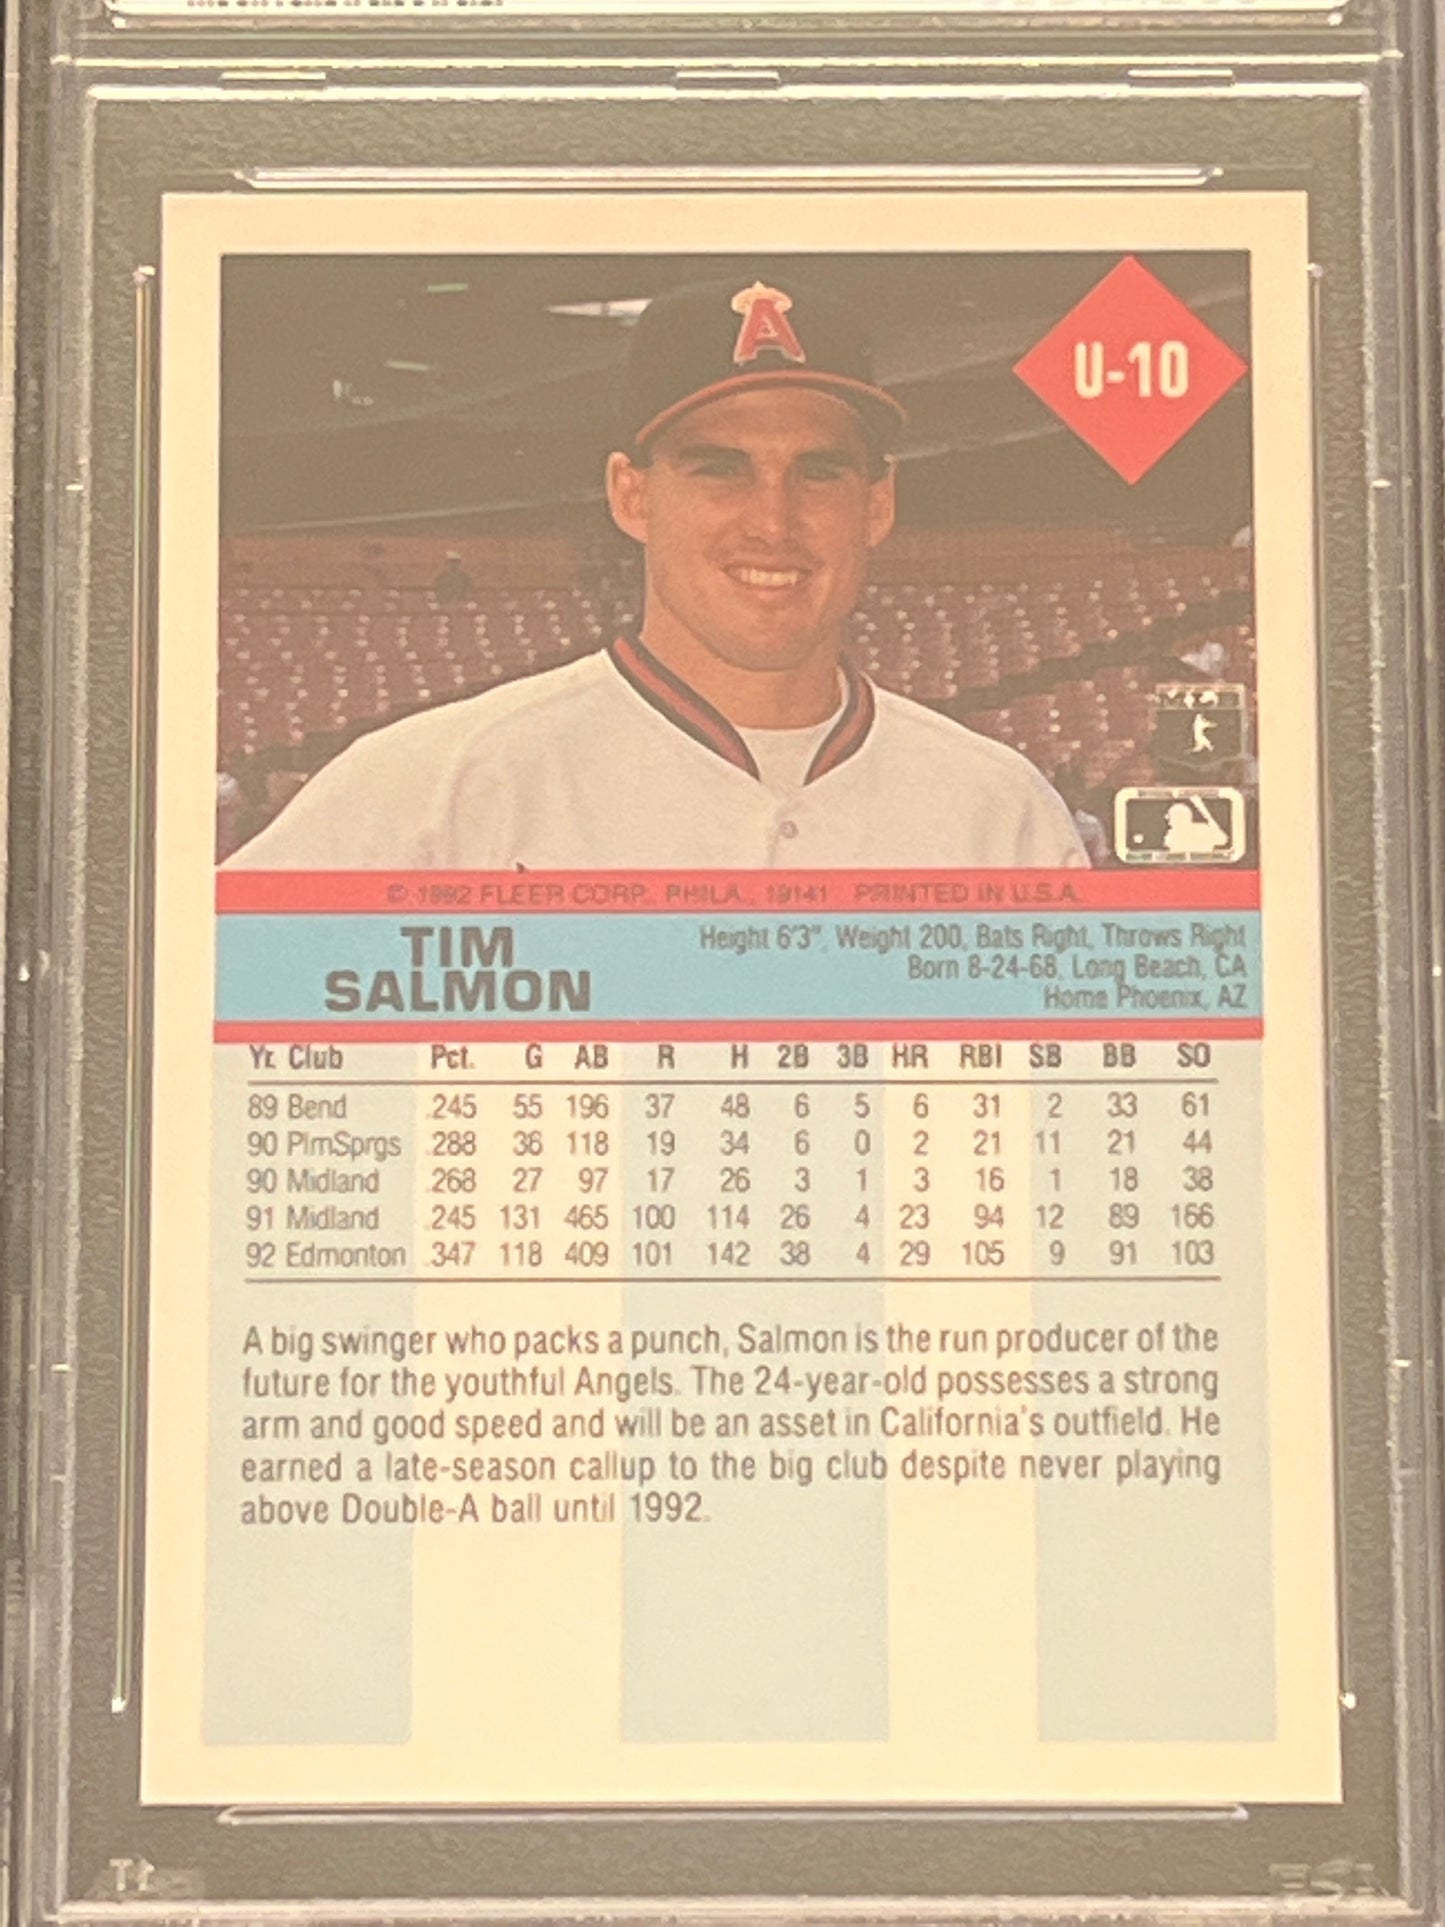 A
U-10
© 1992 FLEER CORP. PHILA., 19141 PRINTED IN U.S.A.
TIM
SALMON
Height 6'3", Weight 200, Bats Right, Throws Right
Born 8-24-68, Long Beach, CA
Home Phoenix, AZ
Yr. Club Pct. G AB R H 2B 3B HR RBI SB BB SO
89 Bend .245 55 196 37 48 6 5 6 31 2 33 61
90 PlmSprgs .288 36 118 19 34 6 0 2 21 11 21 44
90 Midland .268 27 97 17 26 3 1 3 16 1 18 38
91 Midland .245 131 465 100 114 26 4 23 94 12 89 166
92 Edmonton .347 118 409 101 142 38 4 29 105 9 91 103
A big swinger who packs a punch, Salmon is the run producer of the
future for the youthful Angels. The 24-year-old possesses a strong
arm and good speed and will be an asset in California's outfield. He
earned a late-season callup to the big club despite never playing
above Double-A ball until 1992.